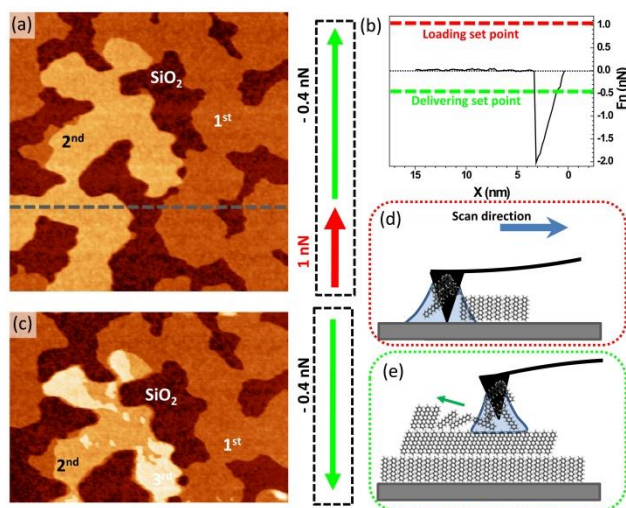 (a)
SiO2
1st
2nd
- 0.4 nN
1 nN
(b)
Loading set point
Delivering set point
1.0
0.5
0.0
-0.5
-1.0
-1.5
-2.0
Fn (nN)
15
10
5
0
X (nm)
(c)
SiO2
1st
2nd
3rd
- 0.4 nN
(d)
Scan direction
(e)